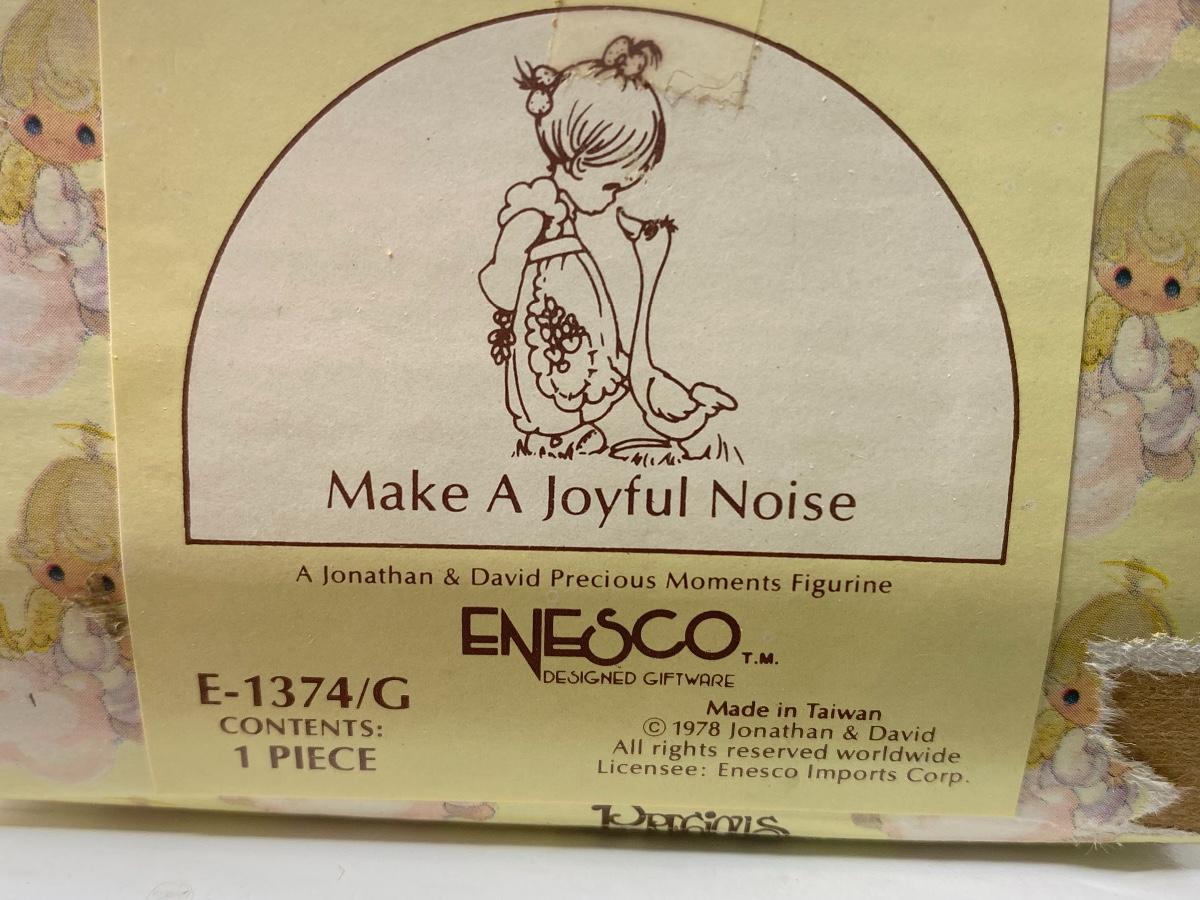 Make A Joyful Noise
A Jonathan & David Precious Moments Figurine
ENESCO T.M.
DESIGNED GIFTWARE
E-1374/G
CONTENTS:
1 PIECE
Made in Taiwan
© 1978 Jonathan & David
All rights reserved worldwide
Licensee: Enesco Imports Corp.
Precious